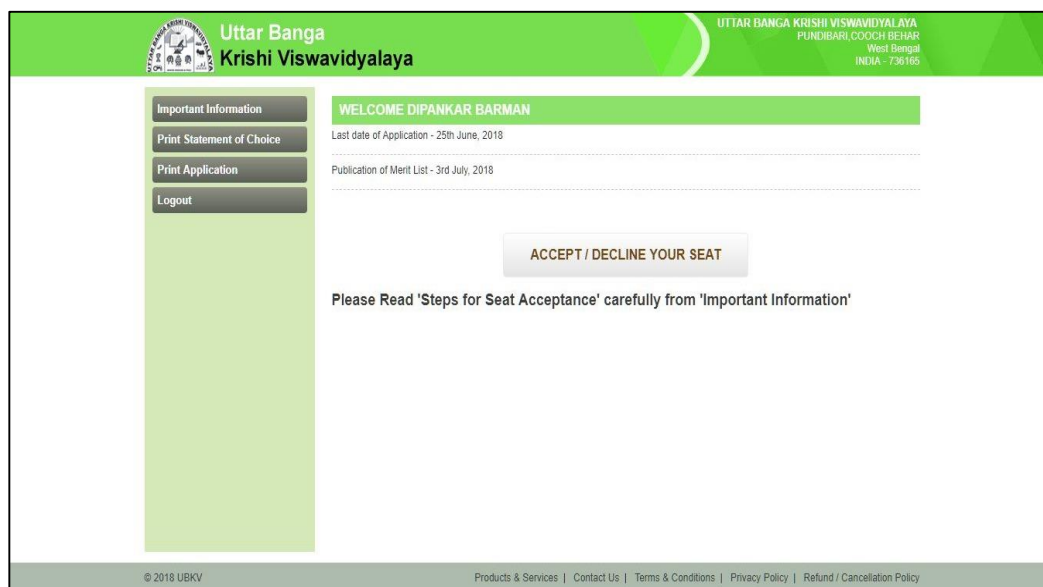 Uttar Banga
Krishi Viswavidyalaya
UTTAR BANGA KRISHI VISWAVIDYALAYA
PUNDIBARI,COOCH BEHAR
West Bengal
INDIA - 736165
Important Information
Print Statement of Choice
Print Application
Logout
WELCOME DIPANKAR BARMAN
Last date of Application - 25th June, 2018
Publication of Merit List - 3rd July, 2018
ACCEPT / DECLINE YOUR SEAT
Please Read 'Steps for Seat Acceptance' carefully from 'Important Information'
© 2018 UBKV
Products & Services | Contact Us | Terms & Conditions | Privacy Policy | Refund / Cancellation Policy